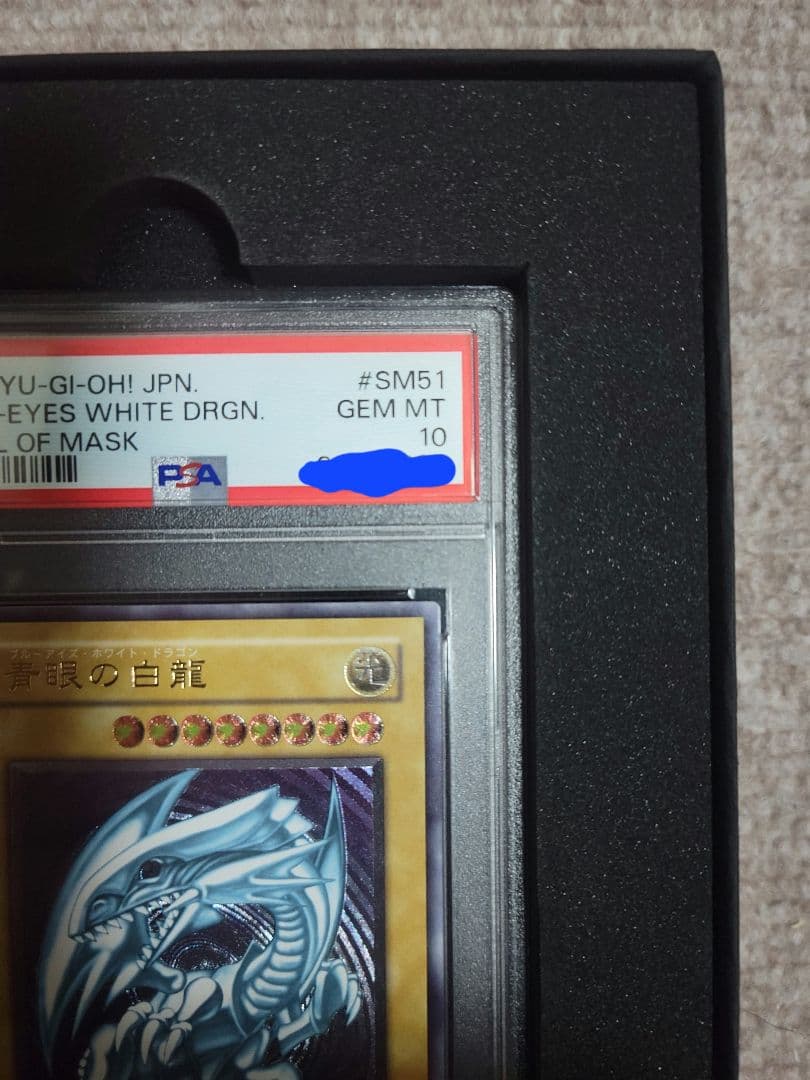 YU-GI-OH! JPN. #SM51
-EYES WHITE DRGN. GEM MT
L OF MASK 10
PSA
ブルーアイズ・ホワイト・ドラゴン
青眼の白龍
光